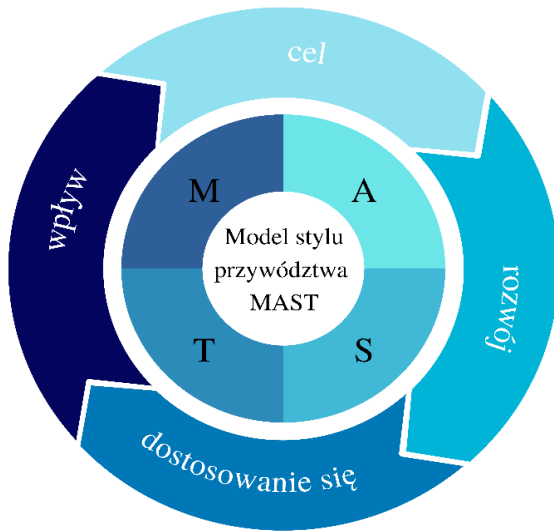 cel
wpływ
M
A
Model stylu
przywództwa
MAST
rozwój
T
S
dostosowanie się